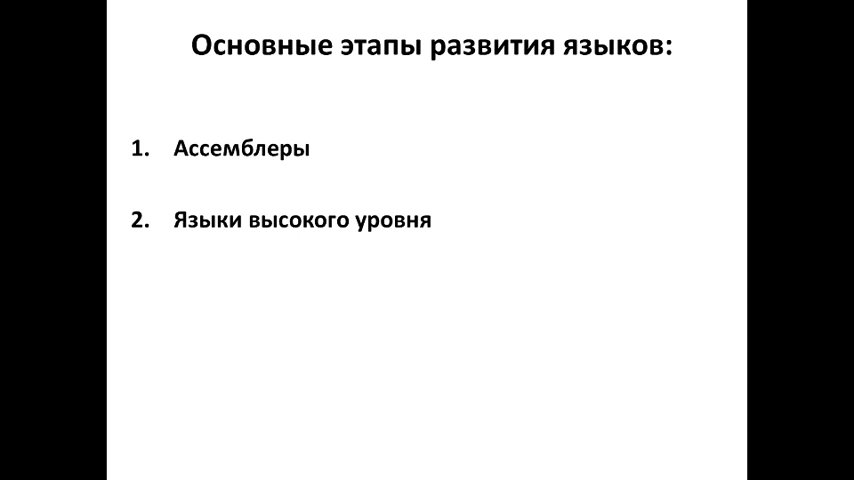 Основные этапы развития языков:
1. Ассемблеры
2. Языки высокого уровня